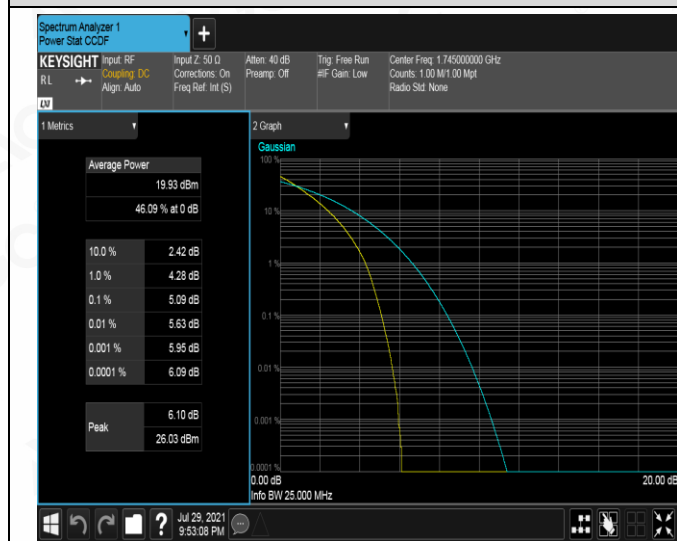 Spectrum Analyzer 1
Power Stat CCDF
+
KEYSIGHT
RL
LXI
Input: RF
Coupling: DC
Align: Auto
Input Z: 50 Ω
Corrections: On
Freq Ref: Int (S)
Atten: 40 dB
Preamp: Off
Trig: Free Run
#IF Gain: Low
Center Freq: 1.745000000 GHz
Counts: 1.00 M/1.00 Mpt
Radio Std: None
1 Metrics
Average Power
19.93 dBm
46.09 % at 0 dB
10.0 % 2.42 dB
1.0 % 4.28 dB
0.1 % 5.09 dB
0.01 % 5.63 dB
0.001 % 5.95 dB
0.0001 % 6.09 dB
Peak
6.10 dB
26.03 dBm
2 Graph
Gaussian
100 %
10 %
1 %
0.1 %
0.01 %
0.001 %
0.0001 %
0.00 dB 20.00 dB
Info BW 25.000 MHz
?
Jul 29, 2021
9:53:08 PM